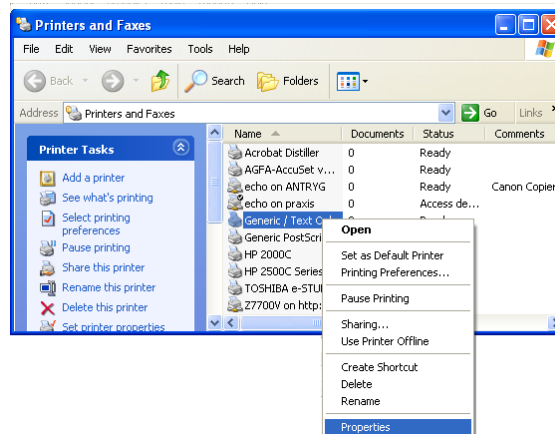 Printers and Faxes
File Edit View Favorites Tools Help
Back Search Folders
Address Printers and Faxes Go Links
Name Documents Status Comments
Printer Tasks
Add a printer
See what's printing
Select printing
preferences
Pause printing
Share this printer
Rename this printer
Delete this printer
Set printer properties
Acrobat Distiller 0 Ready
AGFA-AccuSet v... 0 Ready
echo on ANTRYG 0 Ready Canon Copier
echo on praxis 0 Access de...
Generic / Text
Generic PostScri
HP 2000C
HP 2500C Series
TOSHIBA e-STU
Z7700V on http:
Open
Set as Default Printer
Printing Preferences...
Pause Printing
Sharing...
Use Printer Offline
Create Shortcut
Delete
Rename
Properties